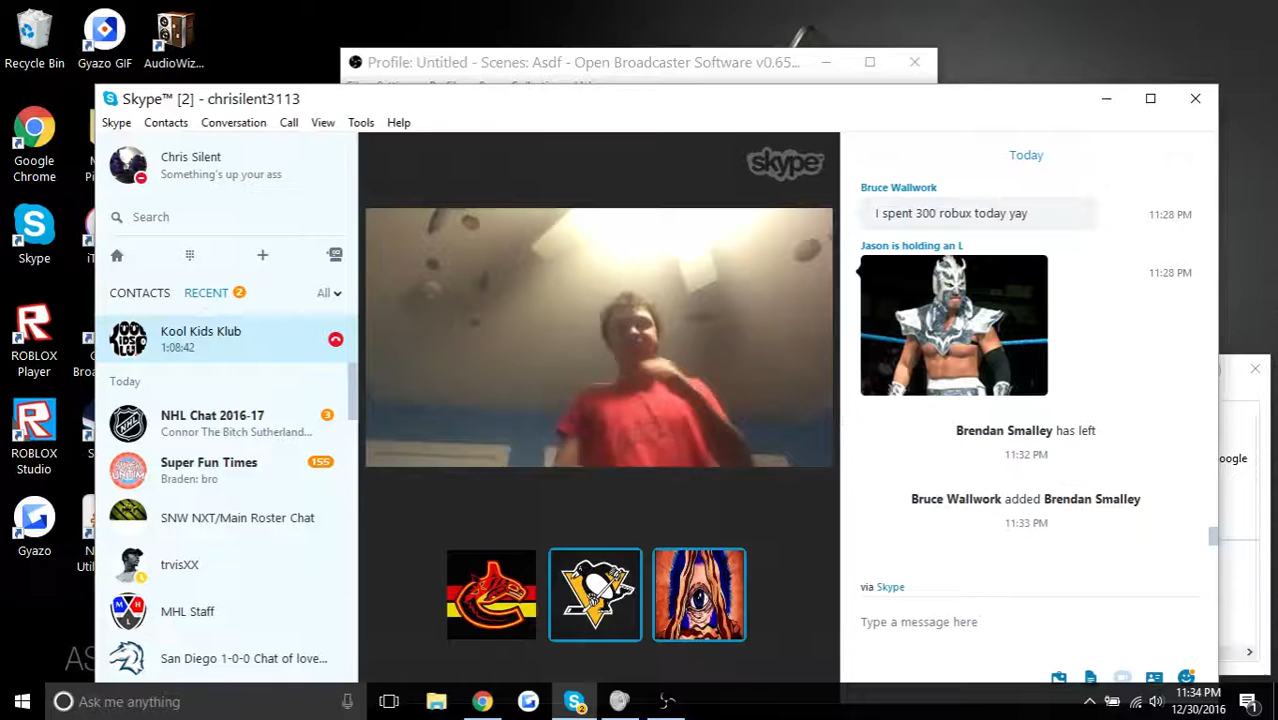 Recycle Bin
Gyazo GIF
AudioWiz...
Google
Chrome
Skype
ROBLOX
Player
ROBLOX
Studio
Gyazo
Profile: Untitled - Scenes: Asdf - Open Broadcaster Software v0.65...
Skype™ [2] - chrisilent3113
Skype Contacts Conversation Call View Tools Help
Chris Silent
Something's up your ass
Search
CONTACTS RECENT 2 All
Kool Kids Klub
1:08:42
Today
NHL Chat 2016-17 3
Connor The Bitch Sutherland...
Super Fun Times 155
Braden: bro
SNW NXT/Main Roster Chat
trvisXX
MHL Staff
San Diego 1-0-0 Chat of love...
skype
Today
Bruce Wallwork
I spent 300 robux today yay 11:28 PM
Jason is holding an L
11:28 PM
Brendan Smalley has left
11:32 PM
Bruce Wallwork added Brendan Smalley
11:33 PM
via Skype
Type a message here
oogle
Ask me anything
11:34 PM
12/30/2016
1